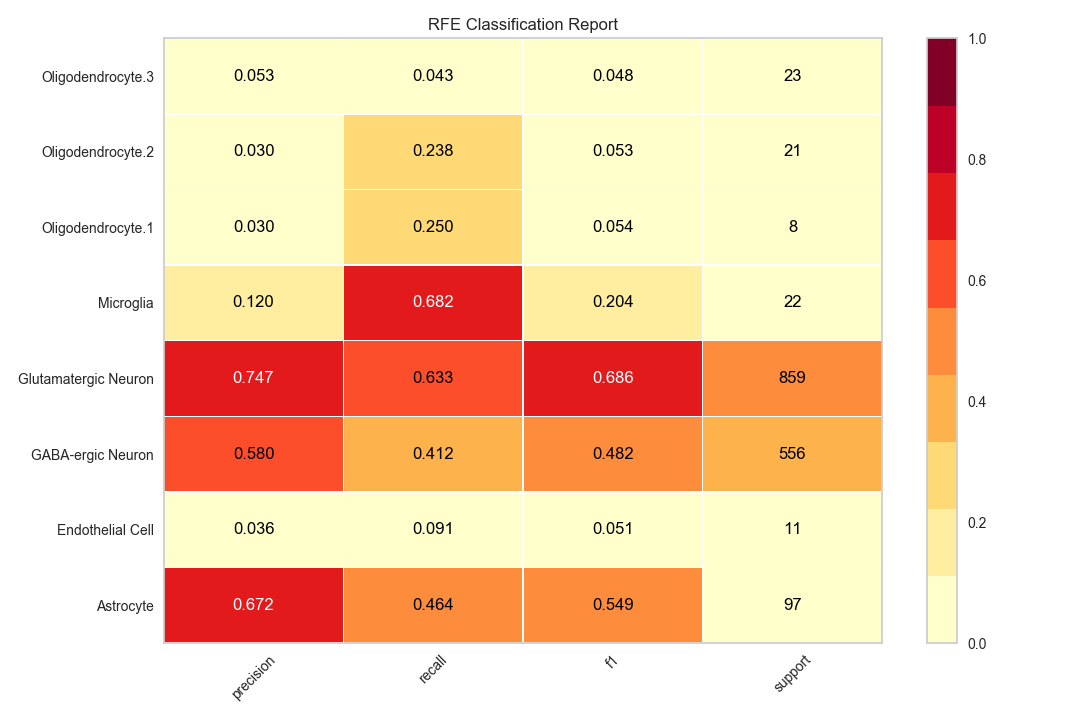 RFE Classification Report
Oligodendrocyte.3 0.053 0.043 0.048 23
Oligodendrocyte.2 0.030 0.238 0.053 21
Oligodendrocyte.1 0.030 0.250 0.054 8
Microglia 0.120 0.682 0.204 22
Glutamatergic Neuron 0.747 0.633 0.686 859
GABA-ergic Neuron 0.580 0.412 0.482 556
Endothelial Cell 0.036 0.091 0.051 11
Astrocyte 0.672 0.464 0.549 97
precision recall f1 support
1.0
0.8
0.6
0.4
0.2
0.0